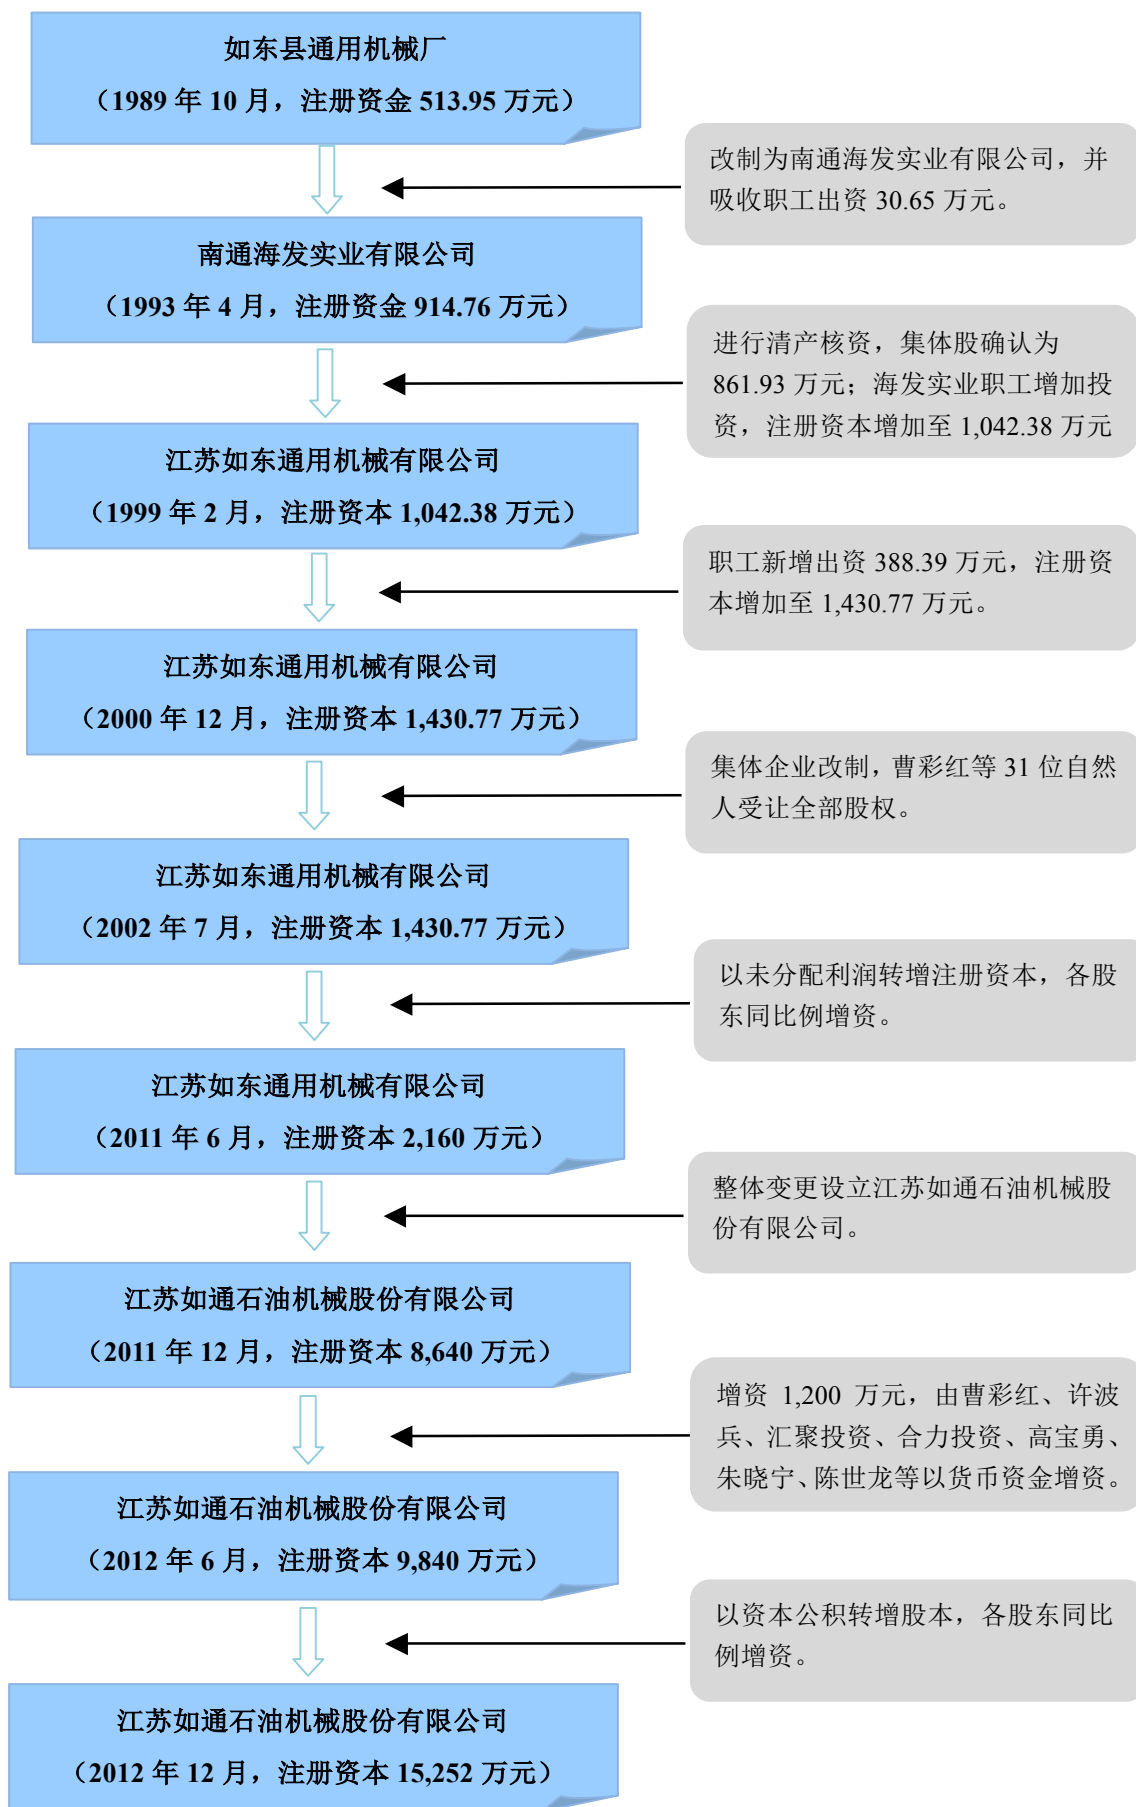 如东县通用机械厂
（1989 年 10 月，注册资金 513.95 万元）
改制为南通海发实业有限公司，并
吸收职工出资 30.65 万元。
南通海发实业有限公司
（1993 年 4 月，注册资金 914.76 万元）
进行清产核资，集体股确认为
861.93 万元；海发实业职工增加投
资，注册资本增加至 1,042.38 万元
江苏如东通用机械有限公司
（1999 年 2 月，注册资本 1,042.38 万元）
职工新增出资 388.39 万元，注册资
本增加至 1,430.77 万元。
江苏如东通用机械有限公司
（2000 年 12 月，注册资本 1,430.77 万元）
集体企业改制，曹彩红等 31 位自然
人受让全部股权。
江苏如东通用机械有限公司
（2002 年 7 月，注册资本 1,430.77 万元）
以未分配利润转增注册资本，各股
东同比例增资。
江苏如东通用机械有限公司
（2011 年 6 月，注册资本 2,160 万元）
整体变更设立江苏如通石油机械股
份有限公司。
江苏如通石油机械股份有限公司
（2011 年 12 月，注册资本 8,640 万元）
增资 1,200 万元，由曹彩红、许波
兵、汇聚投资、合力投资、高宝勇、
朱晓宁、陈世龙等以货币资金增资。
江苏如通石油机械股份有限公司
（2012 年 6 月，注册资本 9,840 万元）
以资本公积转增股本，各股东同比
例增资。
江苏如通石油机械股份有限公司
（2012 年 12 月，注册资本 15,252 万元）